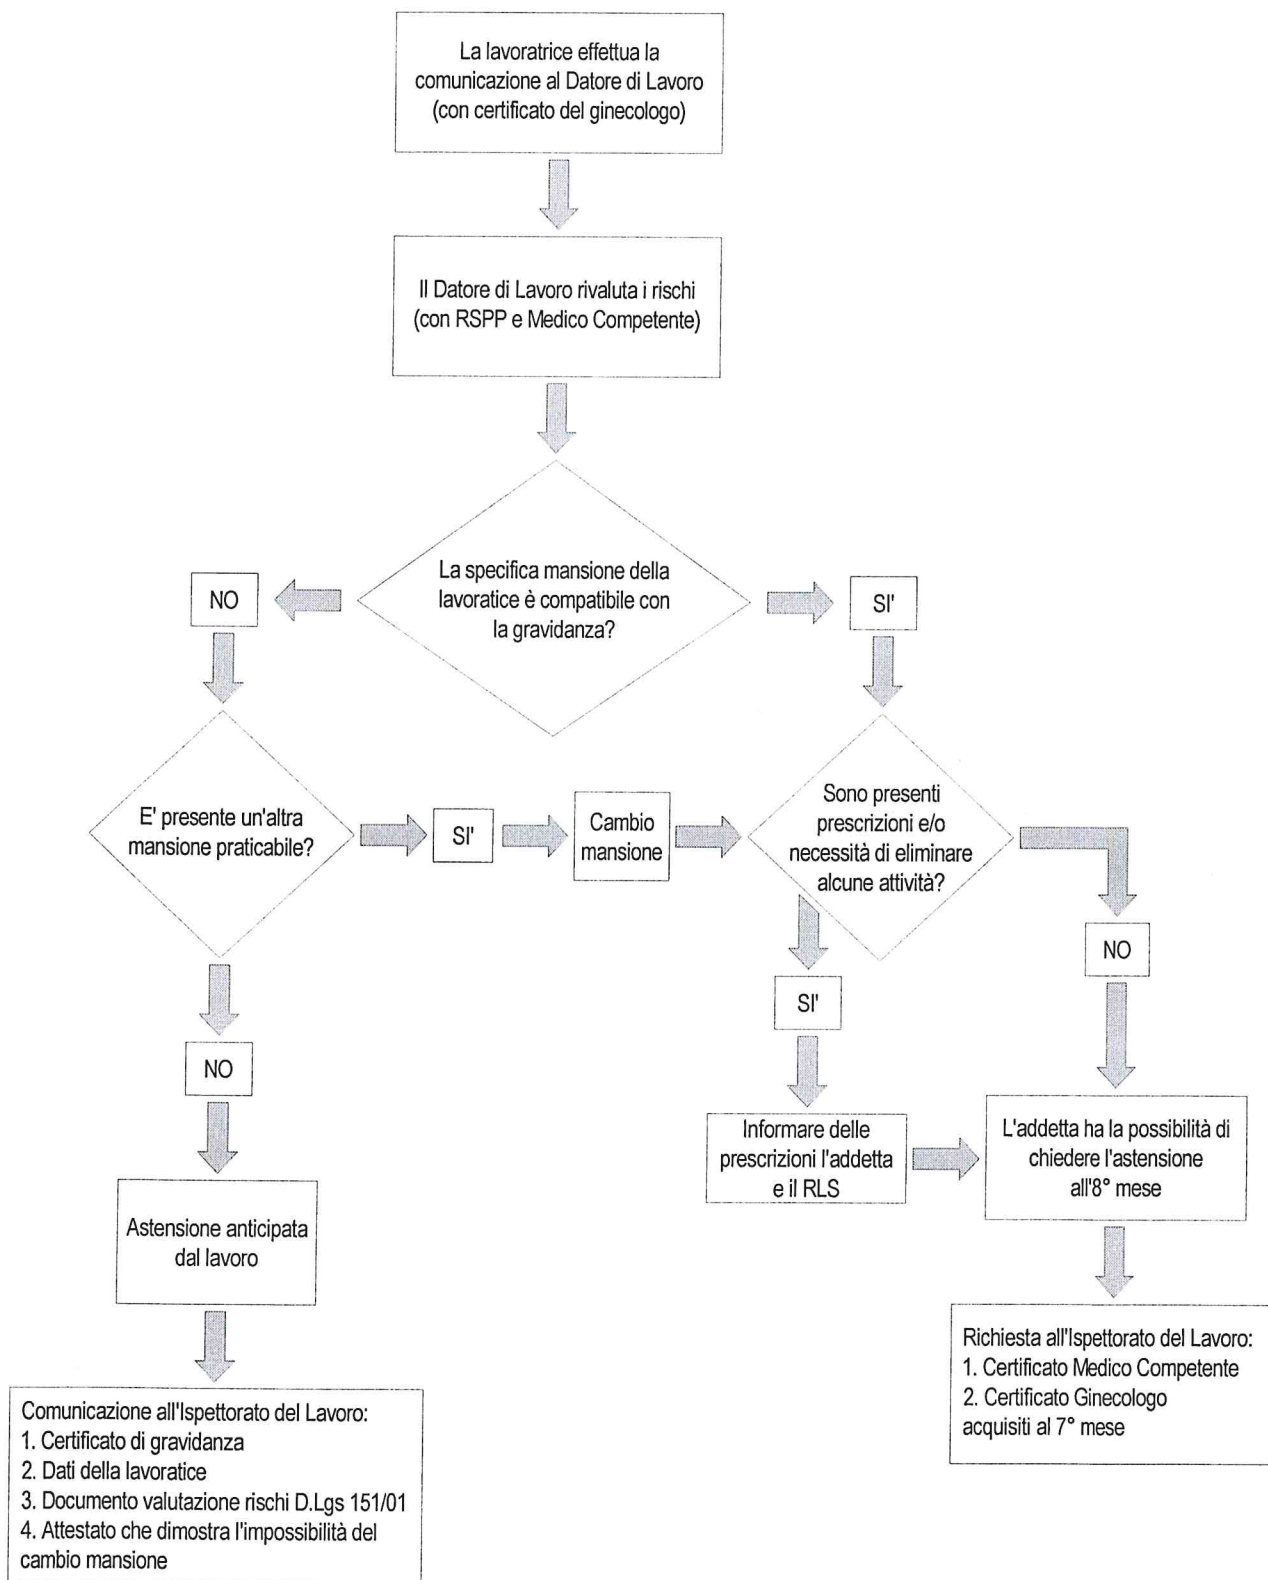 La lavoratrice effettua la
comunicazione al Datore di Lavoro
(con certificato del ginecologo)
Il Datore di Lavoro rivaluta i rischi
(con RSPP e Medico Competente)
La specifica mansione della
lavoratice è compatibile con
la gravidanza?
NO
SI'
E' presente un'altra
mansione praticabile?
SI'
Cambio
mansione
Sono presenti
prescrizioni e/o
necessità di eliminare
alcune attività?
NO
SI'
NO
Informare delle
prescrizioni l'addetta
e il RLS
L'addetta ha la possibilità di
chiedere l'astensione
all'8° mese
Astensione anticipata
dal lavoro
Richiesta all'Ispettorato del Lavoro:
1. Certificato Medico Competente
2. Certificato Ginecologo
acquisiti al 7° mese
Comunicazione all'Ispettorato del Lavoro:
1. Certificato di gravidanza
2. Dati della lavoratice
3. Documento valutazione rischi D.Lgs 151/01
4. Attestato che dimostra l'impossibilità del
cambio mansione